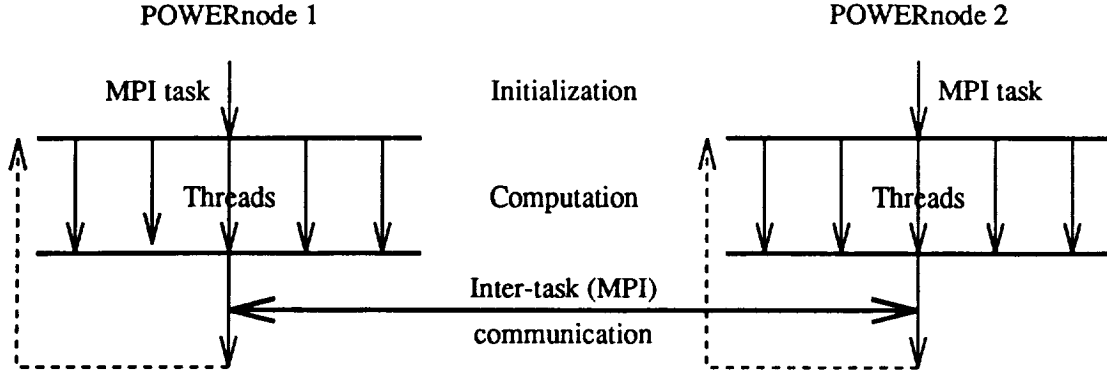 POWERnode 1
POWERnode 2
MPI task
Initialization
MPI task
Threads
Computation
Threads
Inter-task (MPI)
communication